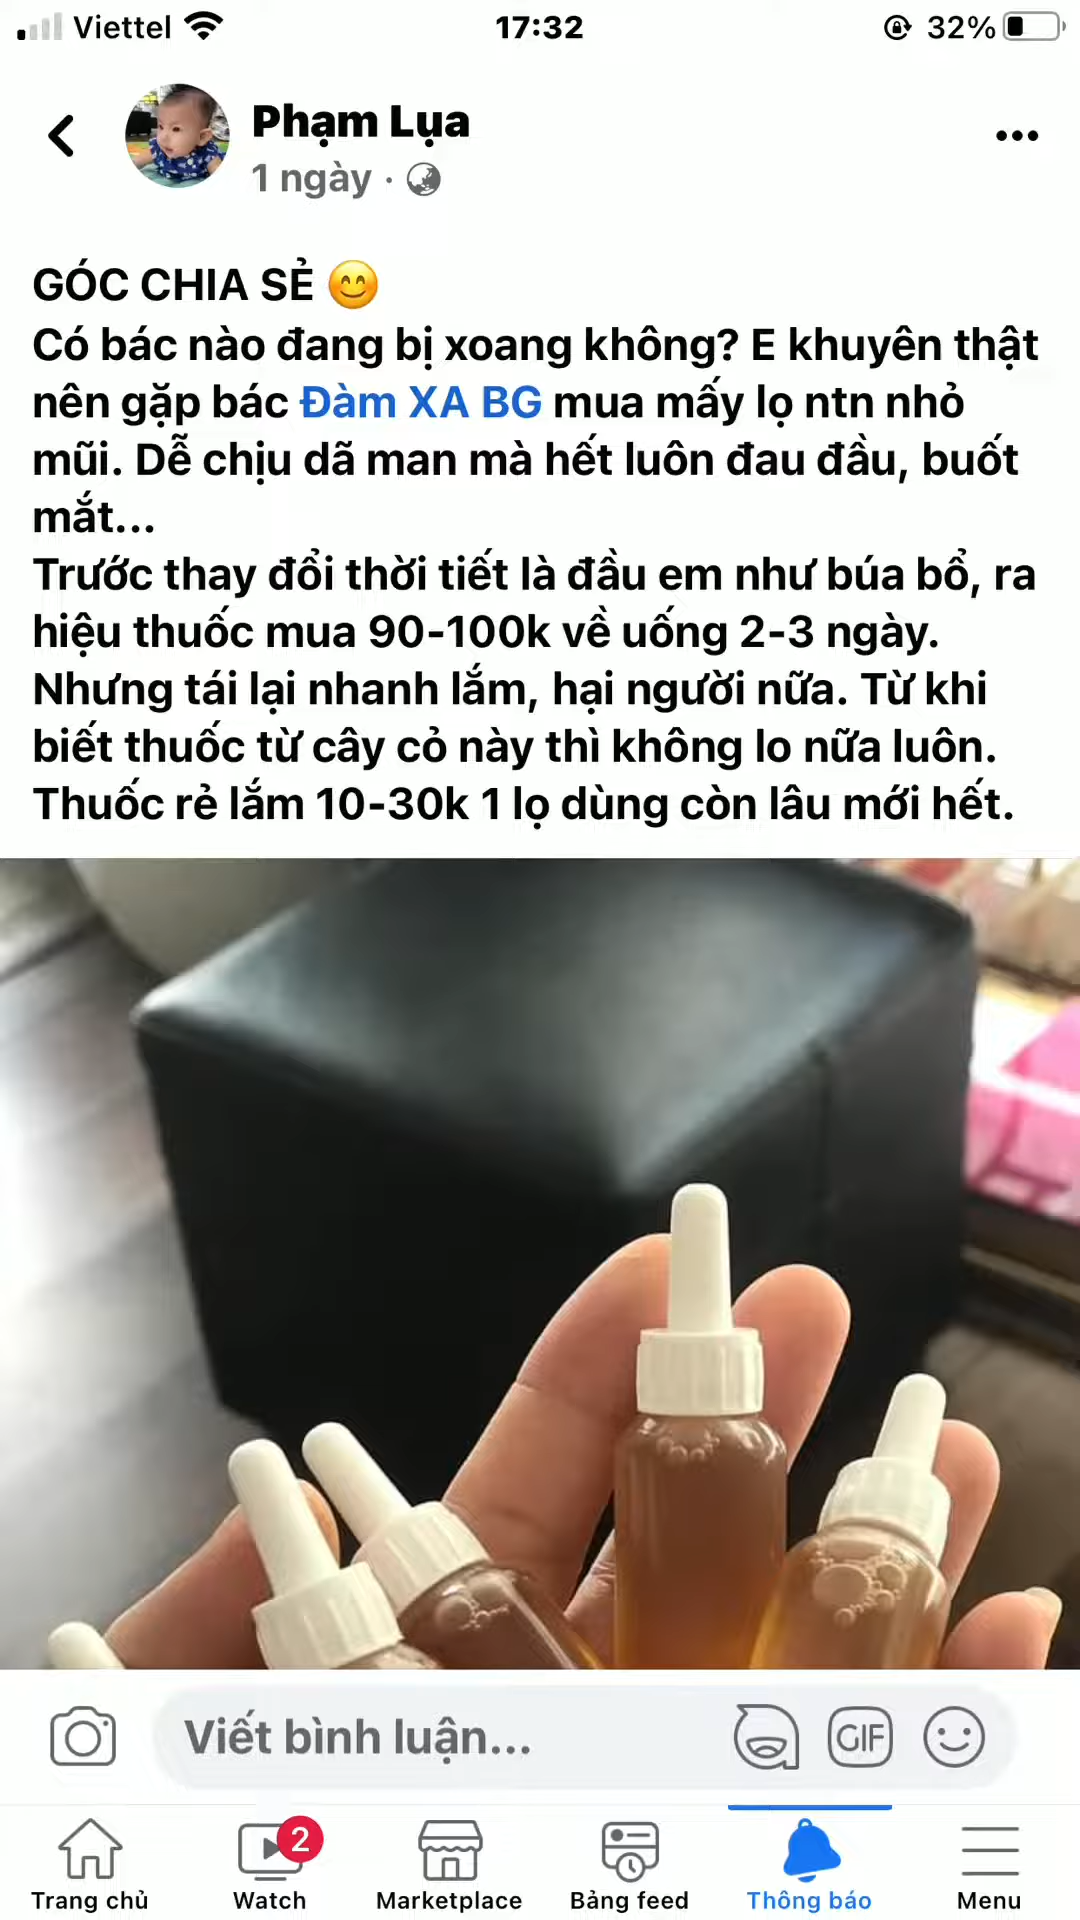 Viettel 17:32 32%
Phạm Lụa
1 ngày ·
GÓC CHIA SẺ 😊
Có bác nào đang bị xoang không? E khuyên thật
nên gặp bác Đàm XA BG mua mấy lọ ntn nhỏ
mũi. Dễ chịu dã man mà hết luôn đau đầu, buốt
mắt...
Trước thay đổi thời tiết là đầu em như búa bổ, ra
hiệu thuốc mua 90-100k về uống 2-3 ngày.
Nhưng tái lại nhanh lắm, hại người nữa. Từ khi
biết thuốc từ cây cỏ này thì không lo nữa luôn.
Thuốc rẻ lắm 10-30k 1 lọ dùng còn lâu mới hết.
Viết bình luận...
GIF
2
Trang chủ Watch Marketplace Bảng feed Thông báo Menu